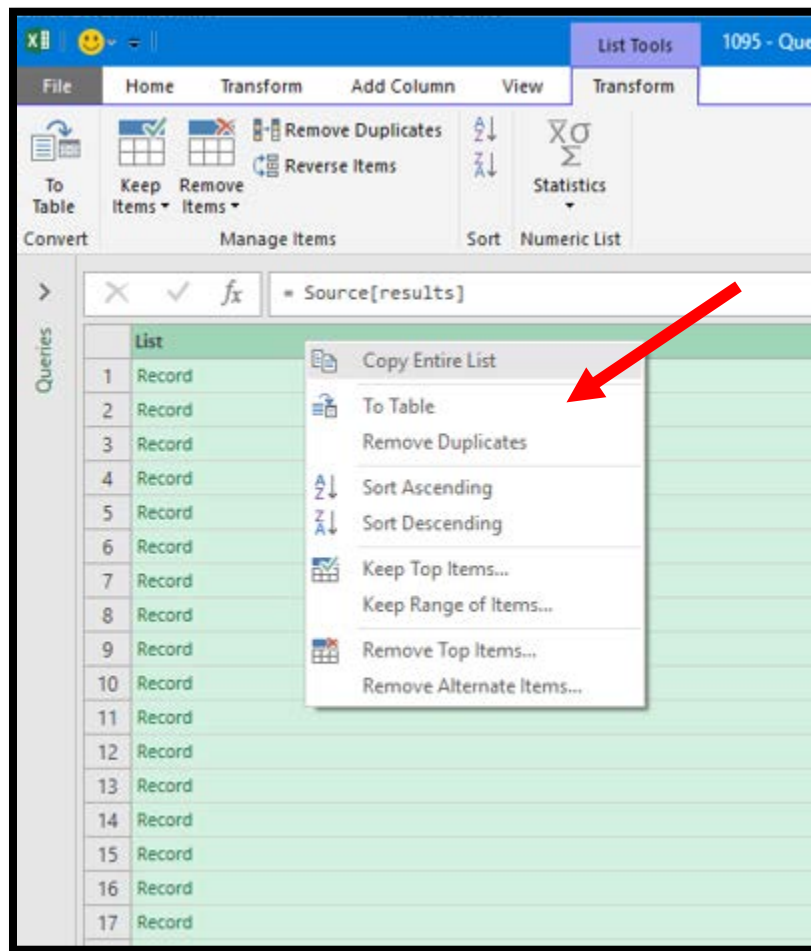 List Tools
1095 - Que
File Home Transform Add Column View Transform
To Table
Keep Items
Remove Items
Remove Duplicates
Reverse Items
Statistics
Convert
Manage Items
Sort
Numeric List
Queries
fx = Source[results]
List
1 Record
2 Record
3 Record
4 Record
5 Record
6 Record
7 Record
8 Record
9 Record
10 Record
11 Record
12 Record
13 Record
14 Record
15 Record
16 Record
17 Record
Copy Entire List
To Table
Remove Duplicates
Sort Ascending
Sort Descending
Keep Top Items...
Keep Range of Items...
Remove Top Items...
Remove Alternate Items...